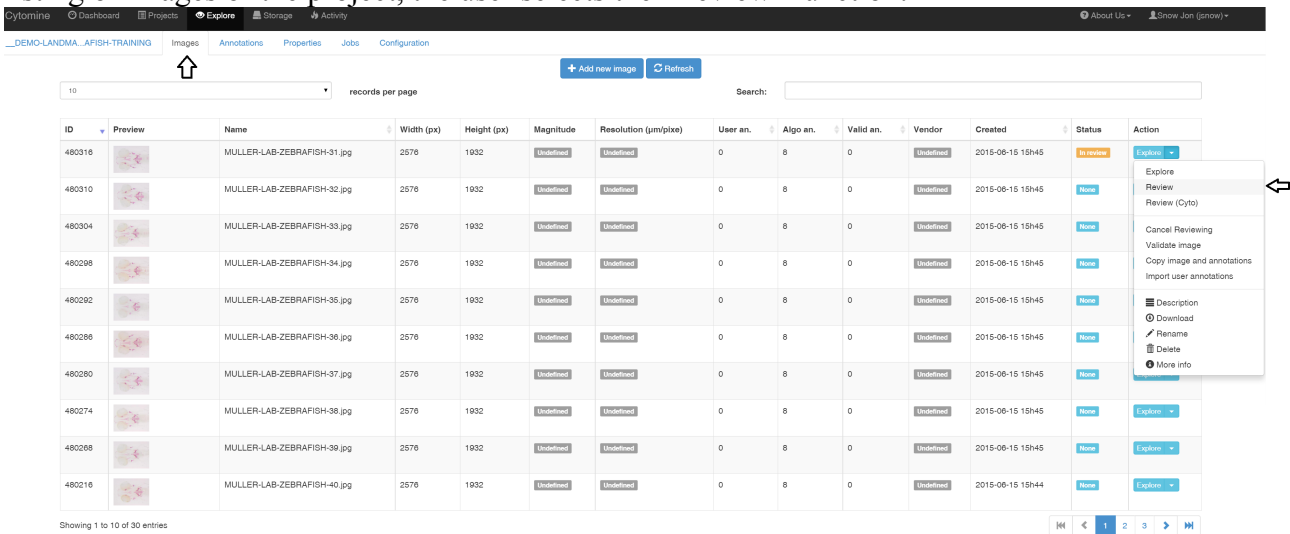 Cytomine Dashboard Projects Explore Storage Activity About Us Snow Jon (jsnow)
__DEMO-LANDMA...AFISH-TRAINING Images Annotations Properties Jobs Configuration
Add new image Refresh
10 records per page Search:
ID Preview Name Width (px) Height (px) Magnitude Resolution (µm/pixe) User an. Algo an. Valid an. Vendor Created Status Action
480316 MULLER-LAB-ZEBRAFISH-31.jpg 2576 1932 Undefined Undefined 0 8 0 Undefined 2015-06-15 15h45 In review Explore
Explore
480310 MULLER-LAB-ZEBRAFISH-32.jpg 2576 1932 Undefined Undefined 0 8 0 Undefined 2015-06-15 15h45 None
Review
Review (Cyto)
480304 MULLER-LAB-ZEBRAFISH-33.jpg 2576 1932 Undefined Undefined 0 8 0 Undefined 2015-06-15 15h45 None
Cancel Reviewing
Validate image
480298 MULLER-LAB-ZEBRAFISH-34.jpg 2576 1932 Undefined Undefined 0 8 0 Undefined 2015-06-15 15h45 None
Copy image and annotations
Import user annotations
480292 MULLER-LAB-ZEBRAFISH-35.jpg 2576 1932 Undefined Undefined 0 8 0 Undefined 2015-06-15 15h45 None
Description
Download
480286 MULLER-LAB-ZEBRAFISH-36.jpg 2576 1932 Undefined Undefined 0 8 0 Undefined 2015-06-15 15h45 None
Rename
Delete
More info
480280 MULLER-LAB-ZEBRAFISH-37.jpg 2576 1932 Undefined Undefined 0 8 0 Undefined 2015-06-15 15h45 None
480274 MULLER-LAB-ZEBRAFISH-38.jpg 2576 1932 Undefined Undefined 0 8 0 Undefined 2015-06-15 15h45 None Explore
480268 MULLER-LAB-ZEBRAFISH-39.jpg 2576 1932 Undefined Undefined 0 8 0 Undefined 2015-06-15 15h45 None Explore
480216 MULLER-LAB-ZEBRAFISH-40.jpg 2576 1932 Undefined Undefined 0 8 0 Undefined 2015-06-15 15h44 None Explore
Showing 1 to 10 of 30 entries 1 2 3